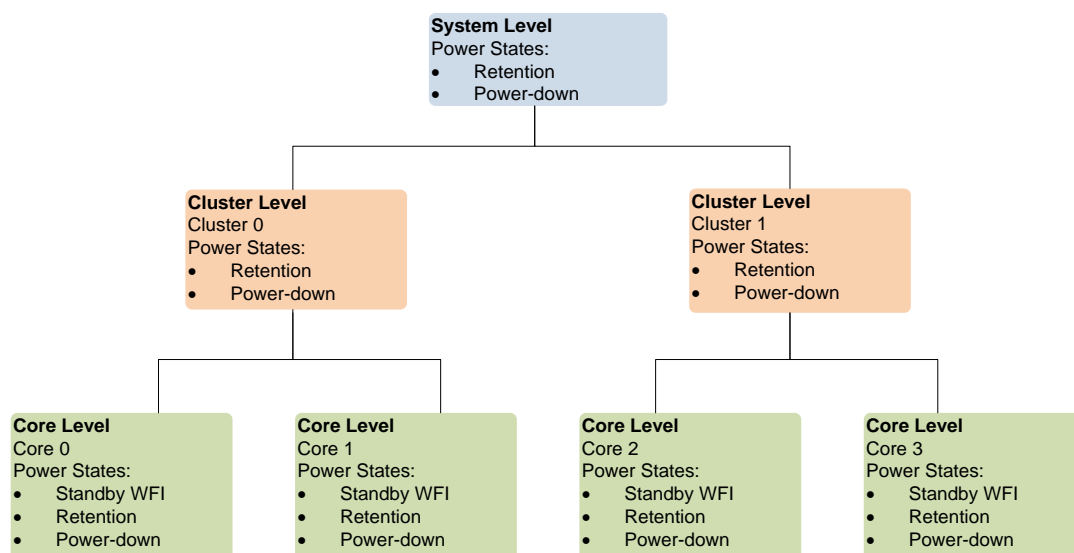 System Level
Power States:
• Retention
• Power-down
Cluster Level
Cluster 0
Power States:
• Retention
• Power-down
Cluster Level
Cluster 1
Power States:
• Retention
• Power-down
Core Level
Core 0
Power States:
• Standby WFI
• Retention
• Power-down
Core Level
Core 1
Power States:
• Standby WFI
• Retention
• Power-down
Core Level
Core 2
Power States:
• Standby WFI
• Retention
• Power-down
Core Level
Core 3
Power States:
• Standby WFI
• Retention
• Power-down